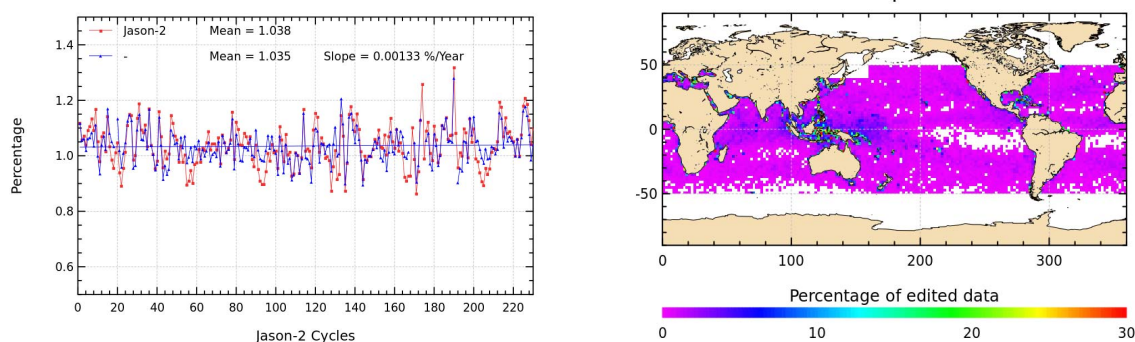 Percentage
1.4
1.2
1.0
0.8
0.6
Jason-2 Mean = 1.038
- Mean = 1.035 Slope = 0.00133 %/Year
0 20 40 60 80 100 120 140 160 180 200 220
Jason-2 Cycles
50
0
-50
0 100 200 300
Percentage of edited data
0 10 20 30